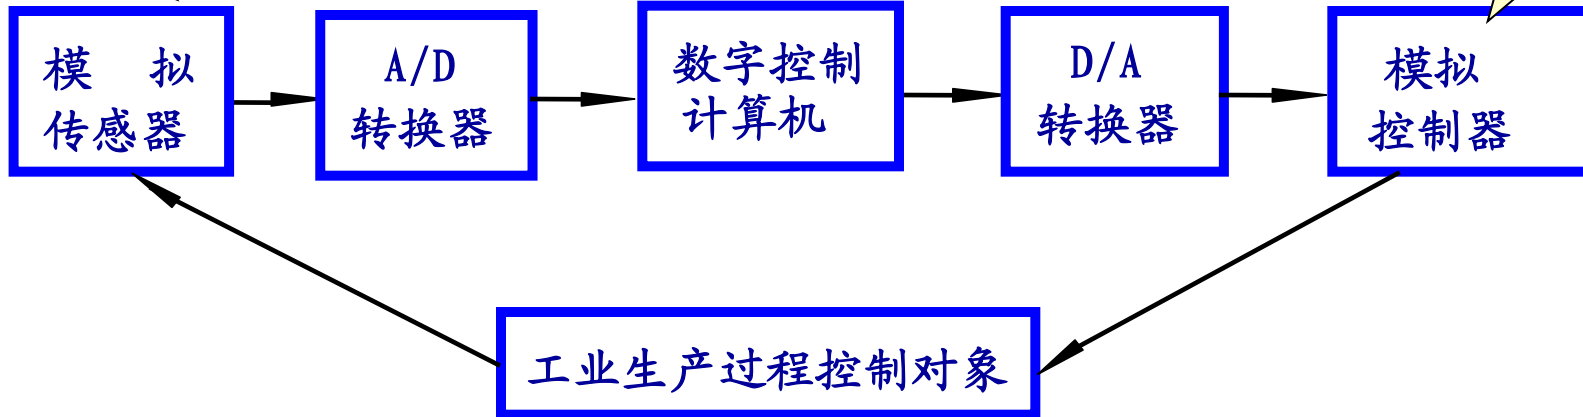 模 拟
传感器
A/D
转换器
数字控制
计算机
D/A
转换器
模拟
控制器
工业生产过程控制对象